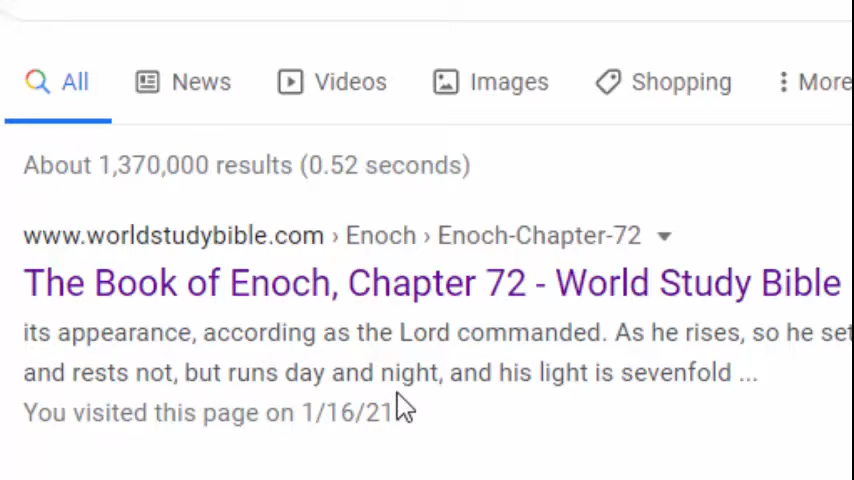 All News Videos Images Shopping More
About 1,370,000 results (0.52 seconds)
www.worldstudybible.com › Enoch › Enoch-Chapter-72
The Book of Enoch, Chapter 72 - World Study Bible
its appearance, according as the Lord commanded. As he rises, so he set
and rests not, but runs day and night, and his light is sevenfold ...
You visited this page on 1/16/21